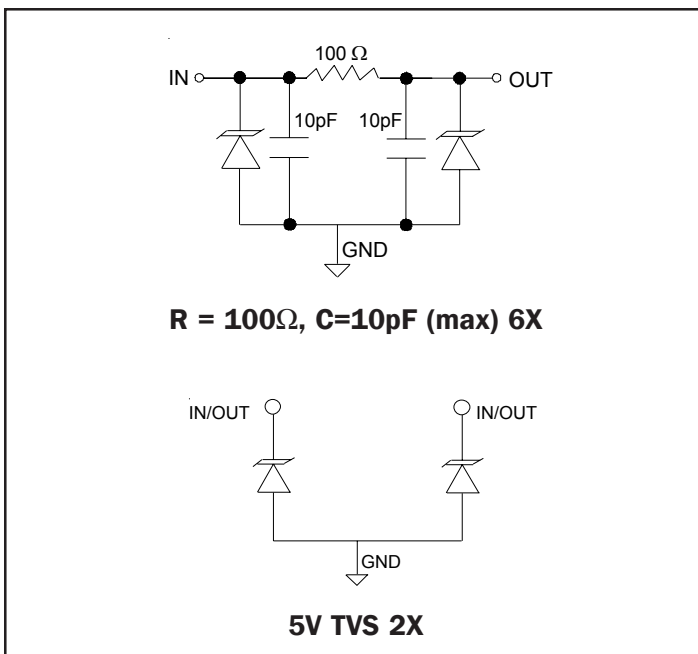 100 Ω
IN
OUT
10pF
10pF
GND
R = 100Ω, C=10pF (max) 6X
IN/OUT
IN/OUT
GND
5V TVS 2X